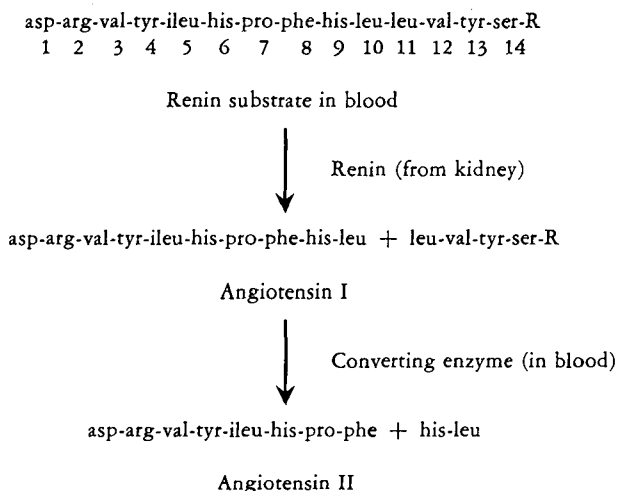 asp-arg-val-tyr-ileu-his-pro-phe-his-leu-leu-val-tyr-ser-R
1 2 3 4 5 6 7 8 9 10 11 12 13 14
Renin substrate in blood
Renin (from kidney)
asp-arg-val-tyr-ileu-his-pro-phe-his-leu + leu-val-tyr-ser-R
Angiotensin I
Converting enzyme (in blood)
asp-arg-val-tyr-ileu-his-pro-phe + his-leu
Angiotensin II